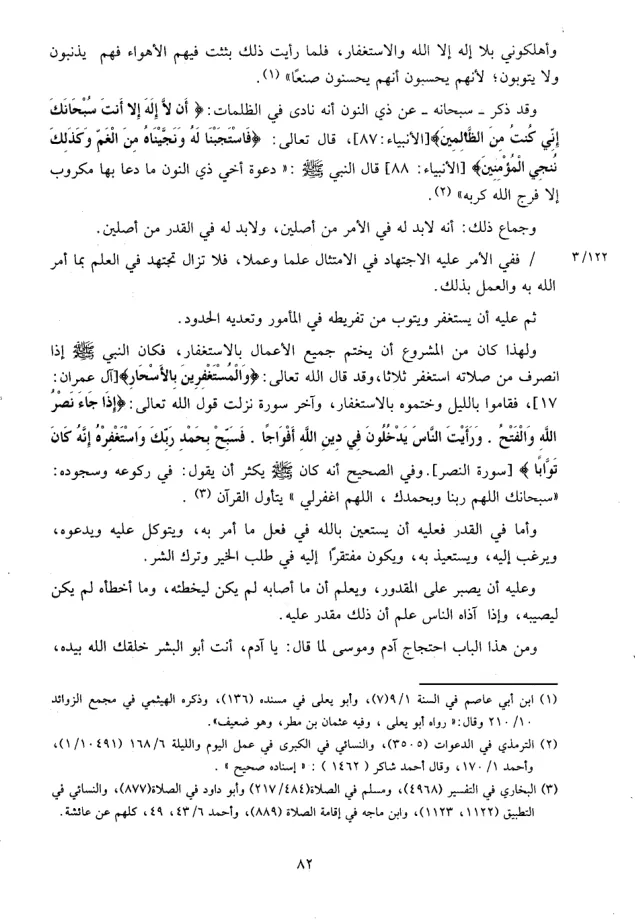 وأهلكوني بلا إله إلا الله والاستغفار، فلما رأيت ذلك بثثت فيهم الأهواء فهم يذنبون
ولا يتوبون؛ لأنهم يحسبون أنهم يحسنون صنعًا» (١).
وقد ذكر ـ سبحانه ـ عن ذي النون أنه نادى في الظلمات: ﴿ أَن لاَّ إِلَهَ إِلا أَنتَ سُبْحَانَكَ
إِنِّي كُنتُ مِنَ الظَّالِمِينَ﴾[الأنبياء:٨٧]، قال تعالى: ﴿فَاسْتَجَبْنَا لَهُ وَنَجَّيْنَاهُ مِنَ الْغَمِّ وَكَذَلِكَ
نُنجِي الْمُؤْمِنِينَ﴾ [الأنبياء: ٨٨] قال النبي ﷺ :« دعوة أخي ذي النون ما دعا بها مكروب
إلا فرج الله كربه» (٢).
وجماع ذلك: أنه لابد له في الأمر من أصلين، ولابد له في القدر من أصلين.
٣/١٢٢ / ففي الأمر عليه الاجتهاد في الامتثال علما وعملا، فلا تزال تجتهد في العلم بما أمر
الله به والعمل بذلك.
ثم عليه أن يستغفر ويتوب من تفريطه في المأمور وتعديه الحدود.
ولهذا كان من المشروع أن يختم جميع الأعمال بالاستغفار، فكان النبي ﷺ إذا
انصرف من صلاته استغفر ثلاثا،وقد قال الله تعالى: ﴿وَالْمُسْتَغْفِرِينَ بِالأَسْحَارِ﴾[آل عمران:
١٧]، فقاموا بالليل وختموه بالاستغفار، وآخر سورة نزلت قول الله تعالى: ﴿إِذَا جَاءَ نَصْرُ
اللَّهِ وَالْفَتْحُ . وَرَأَيْتَ النَّاسَ يَدْخُلُونَ فِي دِينِ اللَّهِ أَفْوَاجًا . فَسَبِّحْ بِحَمْدِ رَبِّكَ وَاسْتَغْفِرْهُ إِنَّهُ كَانَ
تَوَّابًا ﴾ [سورة النصر].وفي الصحيح أنه كان ﷺ يكثر أن يقول: في ركوعه وسجوده:
«سبحانك اللهم ربنا وبحمدك ، اللهم اغفرلي » يتأول القرآن (٣) .
وأما في القدر فعليه أن يستعين بالله في فعل ما أمر به، ويتوكل عليه ويدعوه،
ويرغب إليه، ويستعيذ به، ويكون مفتقرًا إليه في طلب الخير وترك الشر.
وعليه أن يصبر على المقدور، ويعلم أن ما أصابه لم يكن ليخطئه، وما أخطأه لم يكن
ليصيبه، وإذا آذاه الناس علم أن ذلك مقدر عليه.
ومن هذا الباب احتجاج آدم وموسى لما قال: يا آدم، أنت أبو البشر خلقك الله بيده،
(١) ابن أبي عاصم في السنة ٩/١(٧)، وأبو يعلى في مسنده (١٣٦)، وذكره الهيثمي في مجمع الزوائد
٢١٠/١٠ وقال:« رواه أبو يعلى ، وفيه عثمان بن مطر، وهو ضعيف».
(٢) الترمذي في الدعوات (٣٥٠٥)، والنسائي في الكبرى في عمل اليوم والليلة ١٦٨/٦ (١/١٠٤٩١)،
وأحمد ١٧٠/١، وقال أحمد شاكر (١٤٦٢ ) : « إسناده صحيح » .
(٣) البخاري في التفسير (٤٩٦٨)، ومسلم في الصلاة(٢١٧/٤٨٤) وأبو داود في الصلاة(٨٧٧)، والنسائي في
التطبيق (١١٢٢، ١١٢٣)، وابن ماجه في إقامة الصلاة (٨٨٩)، وأحمد ٤٣/٦، ٤٩، كلهم عن عائشة.
٨٢